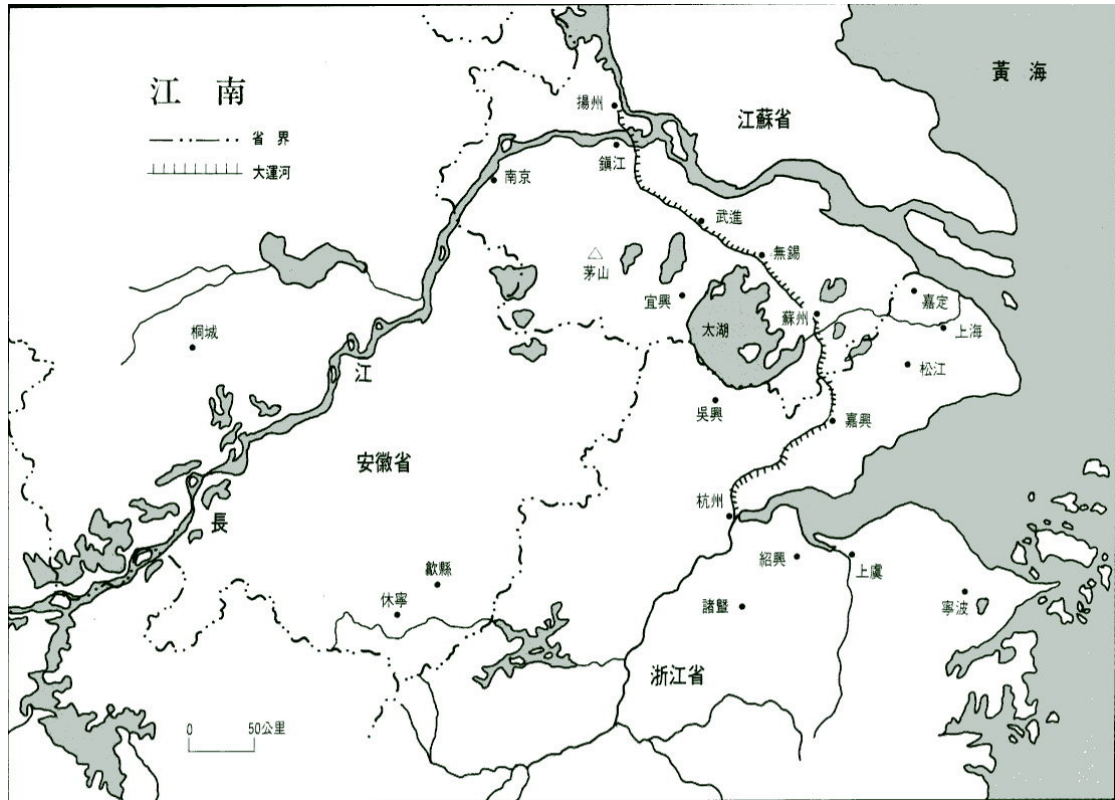 江南
省界
大運河
黃海
揚州
江蘇省
鎮江
南京
武進
茅山
無錫
宜興
嘉定
蘇州
太湖
上海
桐城
松江
江
吳興
嘉興
安徽省
杭州
長
紹興
上虞
歙縣
休寧
諸暨
寧波
浙江省
0 50公里